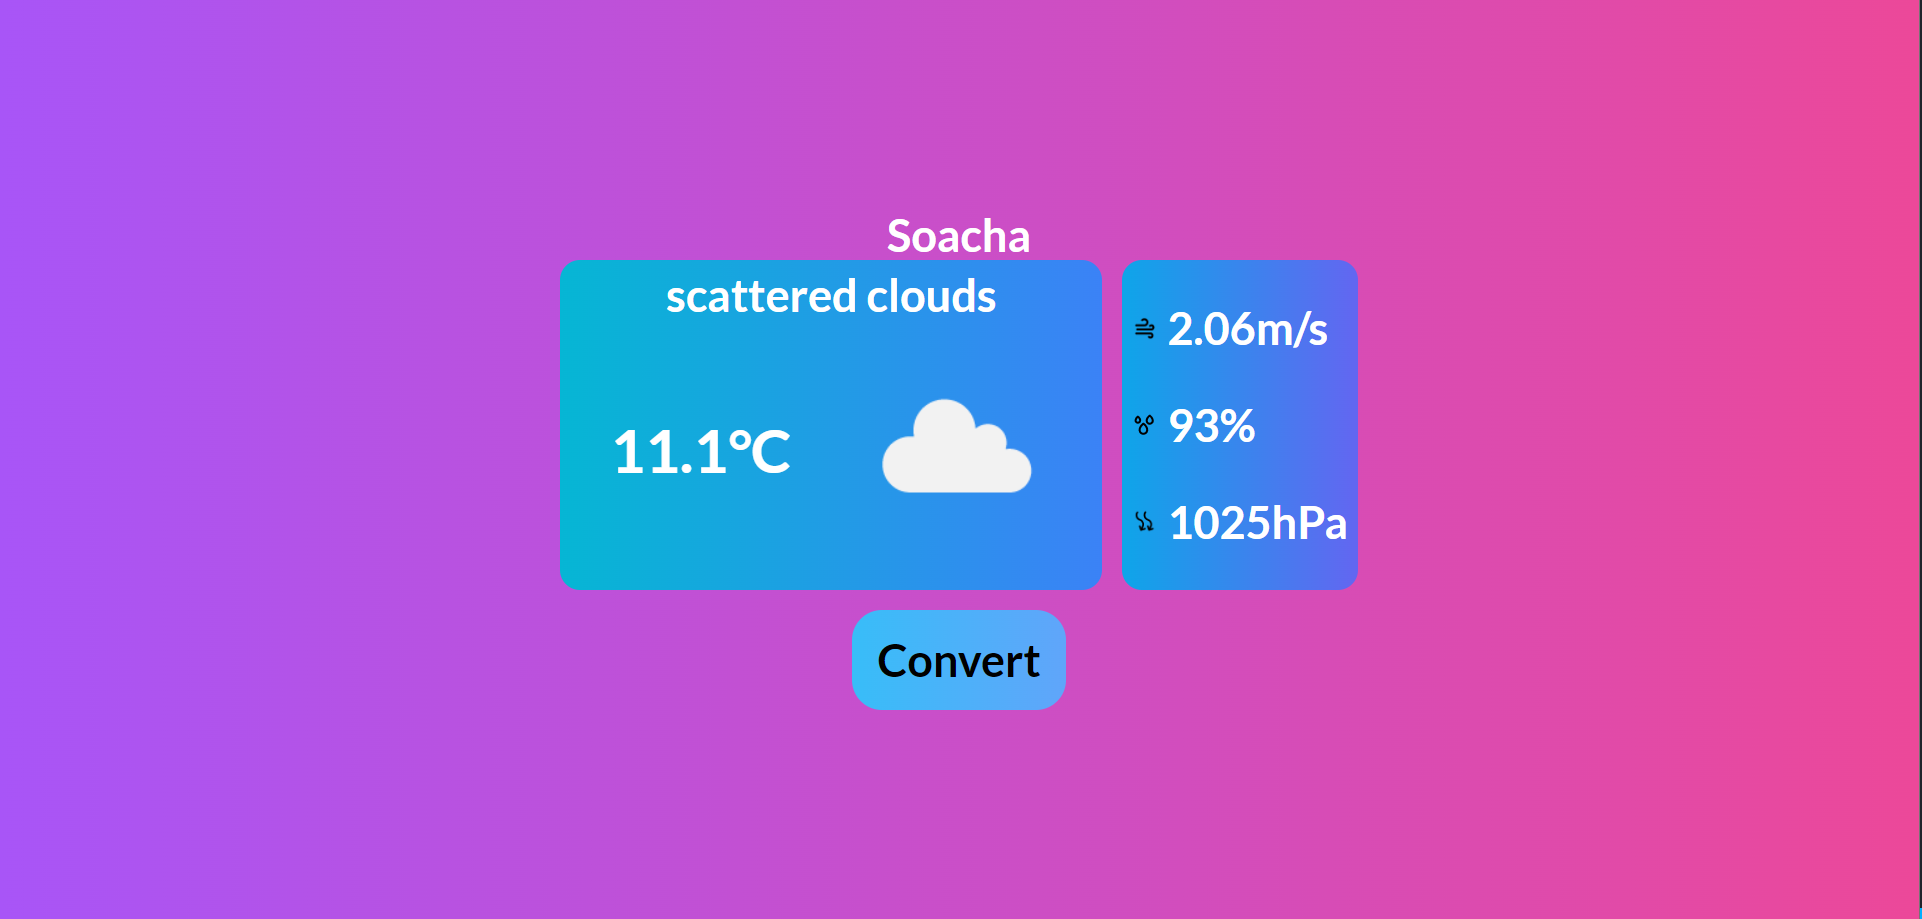 Soacha
scattered clouds
11.1°C
2.06m/s
93%
1025hPa
Convert